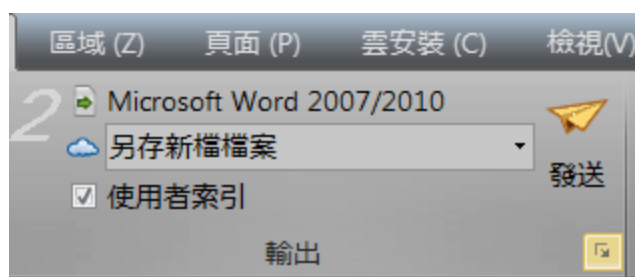 區域 (Z) 頁面 (P) 雲安裝 (C) 檢視(V)
2 Microsoft Word 2007/2010
另存新檔檔案
使用者索引
發送
輸出